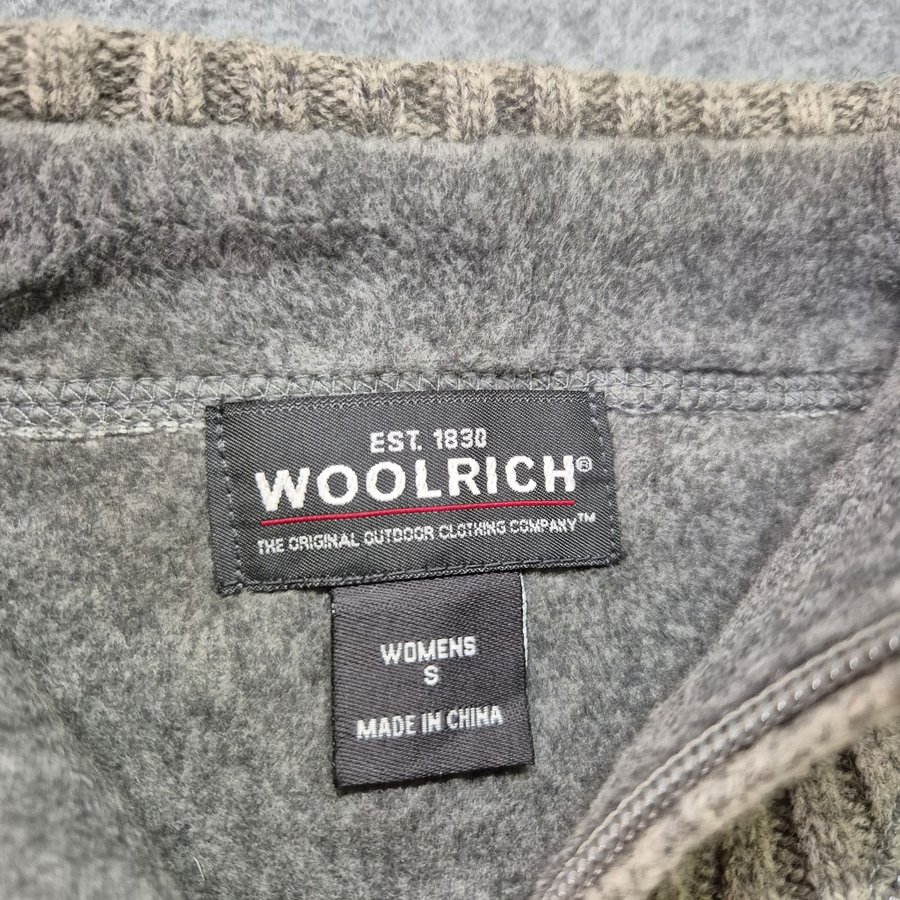 EST. 1830
WOOLRICH®
THE ORIGINAL OUTDOOR CLOTHING COMPANY™
WOMENS
S
MADE IN CHINA